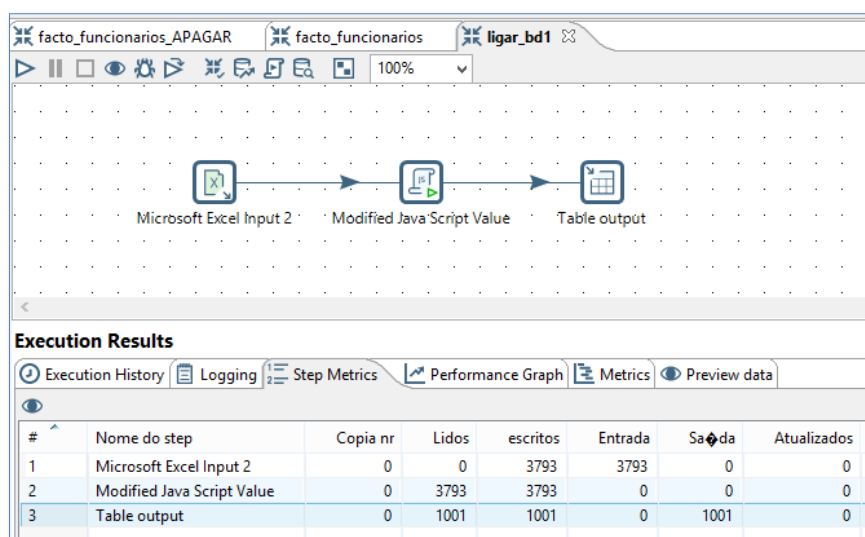 facto_funcionarios_APAGAR facto_funcionarios ligar_bd1
100%
Microsoft Excel Input 2 Modified Java Script Value Table output
Execution Results
Execution History Logging Step Metrics Performance Graph Metrics Preview data
# Nome do step Copia nr Lidos escritos Entrada Sa�da Atualizados
1 Microsoft Excel Input 2 0 0 3793 3793 0 0
2 Modified Java Script Value 0 3793 3793 0 0 0
3 Table output 0 1001 1001 0 1001 0